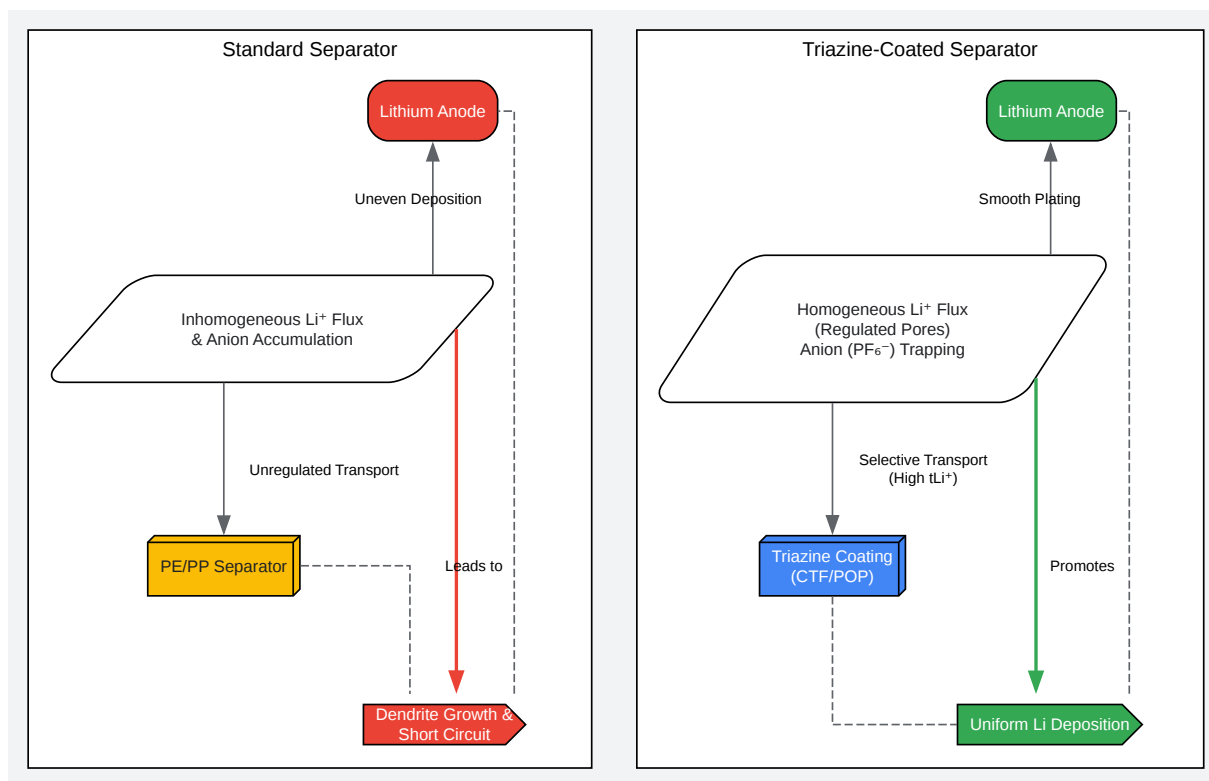 Standard Separator
Lithium Anode
Uneven Deposition
Inhomogeneous Li⁺ Flux
& Anion Accumulation
Unregulated Transport
PE/PP Separator
Leads to
Dendrite Growth &
Short Circuit
Triazine-Coated Separator
Lithium Anode
Smooth Plating
Homogeneous Li⁺ Flux
(Regulated Pores)
Anion (PF₆⁻) Trapping
Selective Transport
(High tLi⁺)
Triazine Coating
(CTF/POP)
Promotes
Uniform Li Deposition